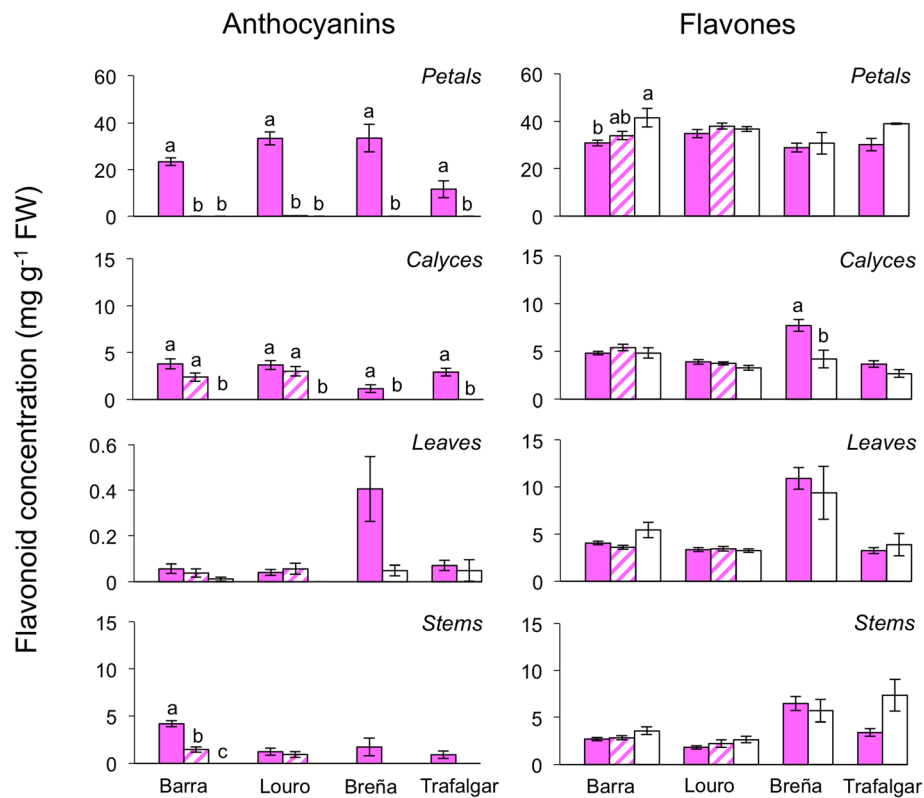 Anthocyanins
Flavones
Flavonoid concentration (mg g-1 FW)
Petals
60
40
20
0
a
b b
a
b b
a
b
a
b
Petals
60
40
20
0
b ab a
Calyces
15
10
5
0
a a b
a a b
a b
a b
Calyces
15
10
5
0
a b
Leaves
0.6
0.4
0.2
0
Leaves
15
10
5
0
Stems
15
10
5
0
a b c
Stems
15
10
5
0
Barra Louro Breña Trafalgar
Barra Louro Breña Trafalgar